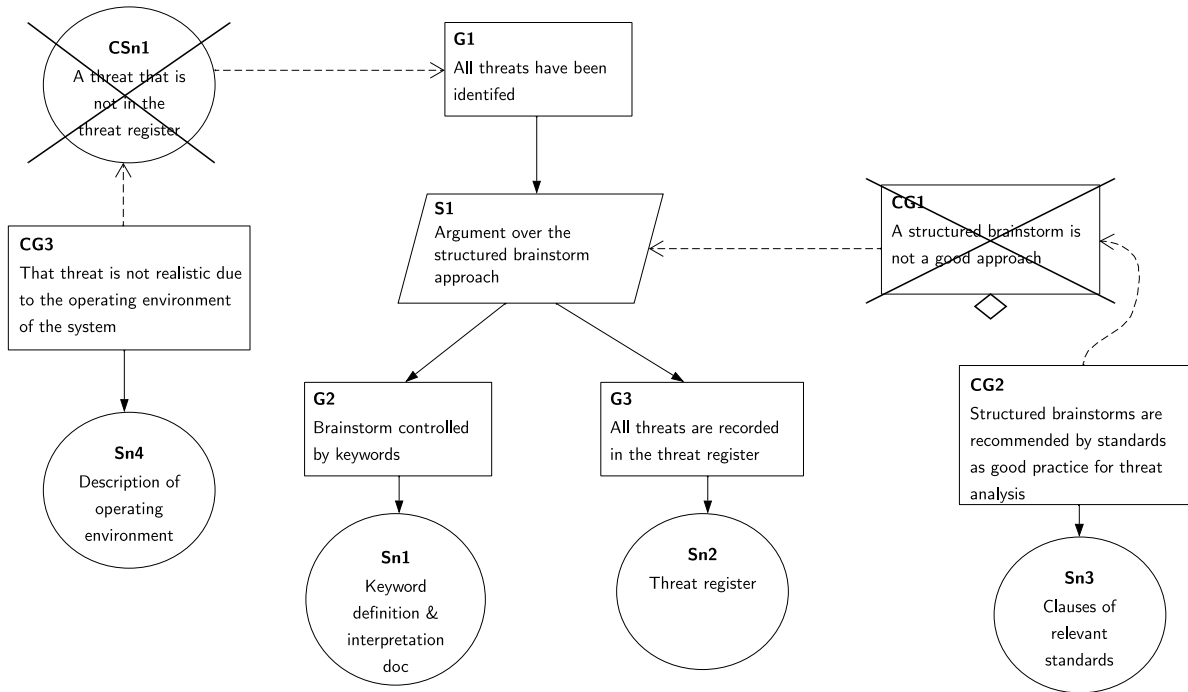 CSn1
A threat that is
not in the
threat register
G1
All threats have been
identifed
S1
Argument over the
structured brainstorm
approach
CG1
A structured brainstorm is
not a good approach
CG3
That threat is not realistic due
to the operating environment
of the system
G2
Brainstorm controlled
by keywords
G3
All threats are recorded
in the threat register
CG2
Structured brainstorms are
recommended by standards
as good practice for threat
analysis
Sn4
Description of
operating
environment
Sn1
Keyword
definition &
interpretation
doc
Sn2
Threat register
Sn3
Clauses of
relevant
standards